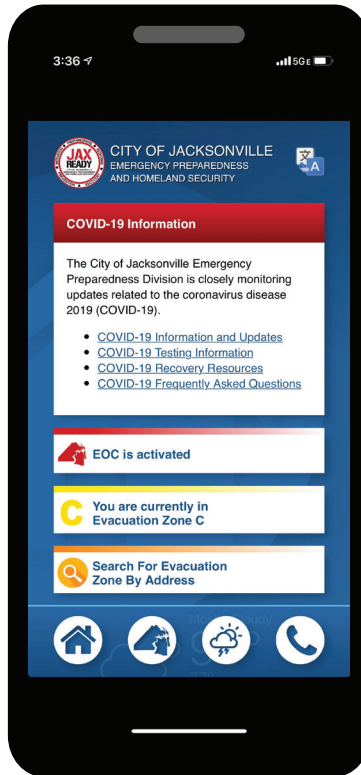 3:36
5GE
JAX
READY
CITY OF JACKSONVILLE
EMERGENCY PREPAREDNESS
AND HOMELAND SECURITY
文
A
COVID-19 Information
The City of Jacksonville Emergency
Preparedness Division is closely monitoring
updates related to the coronavirus disease
2019 (COVID-19).
COVID-19 Information and Updates
COVID-19 Testing Information
COVID-19 Recovery Resources
COVID-19 Frequently Asked Questions
EOC is activated
C
You are currently in
Evacuation Zone C
Search For Evacuation
Zone By Address